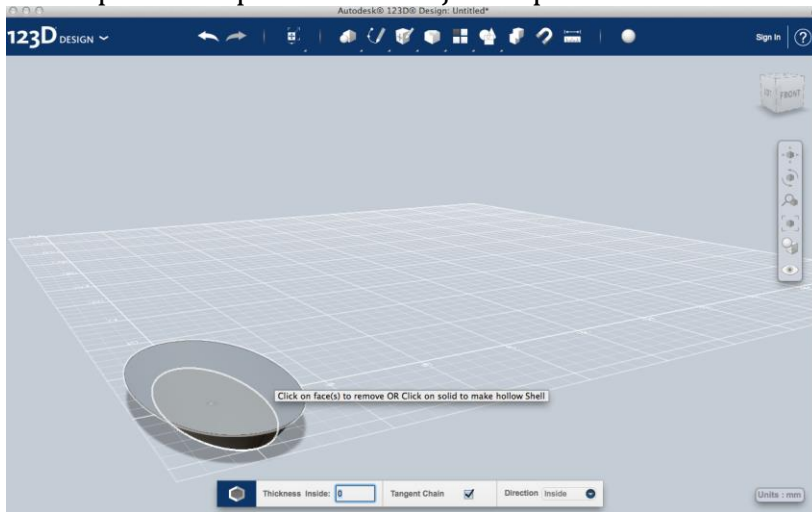 Autodesk® 123D® Design: Untitled*
123D DESIGN
Sign In
?
FRONT
Click on face(s) to remove OR Click on solid to make hollow Shell
Thickness Inside: 0
Tangent Chain
Direction Inside
Units : mm